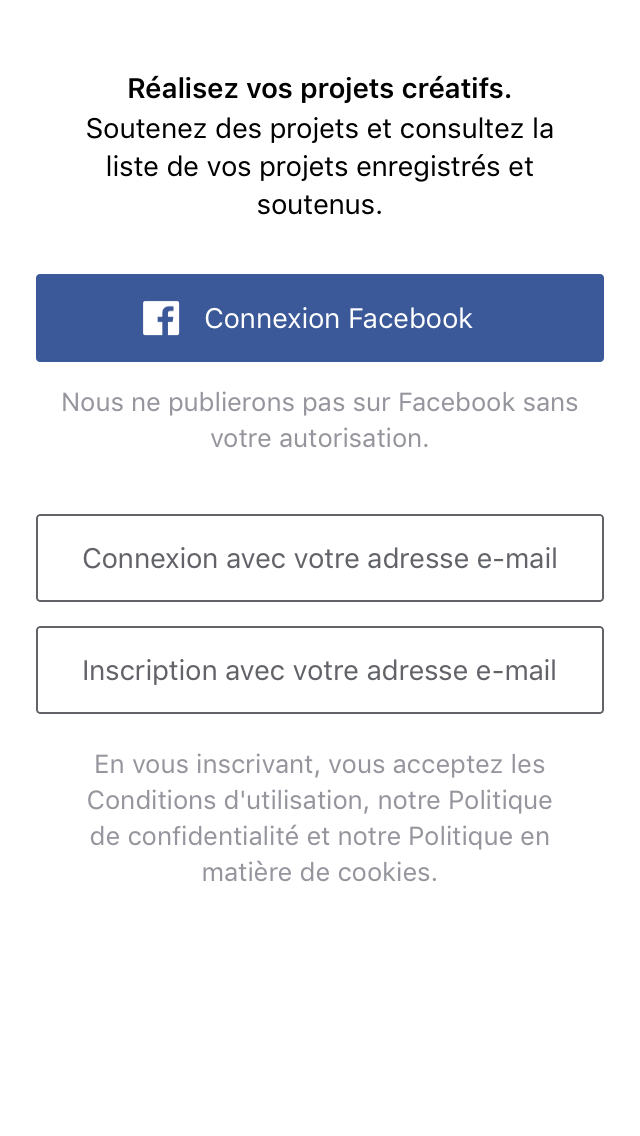 Réalisez vos projets créatifs.
Soutenez des projets et consultez la
liste de vos projets enregistrés et
soutenus.
Connexion Facebook
Nous ne publierons pas sur Facebook sans
votre autorisation.
Connexion avec votre adresse e-mail
Inscription avec votre adresse e-mail
En vous inscrivant, vous acceptez les
Conditions d'utilisation, notre Politique
de confidentialité et notre Politique en
matière de cookies.